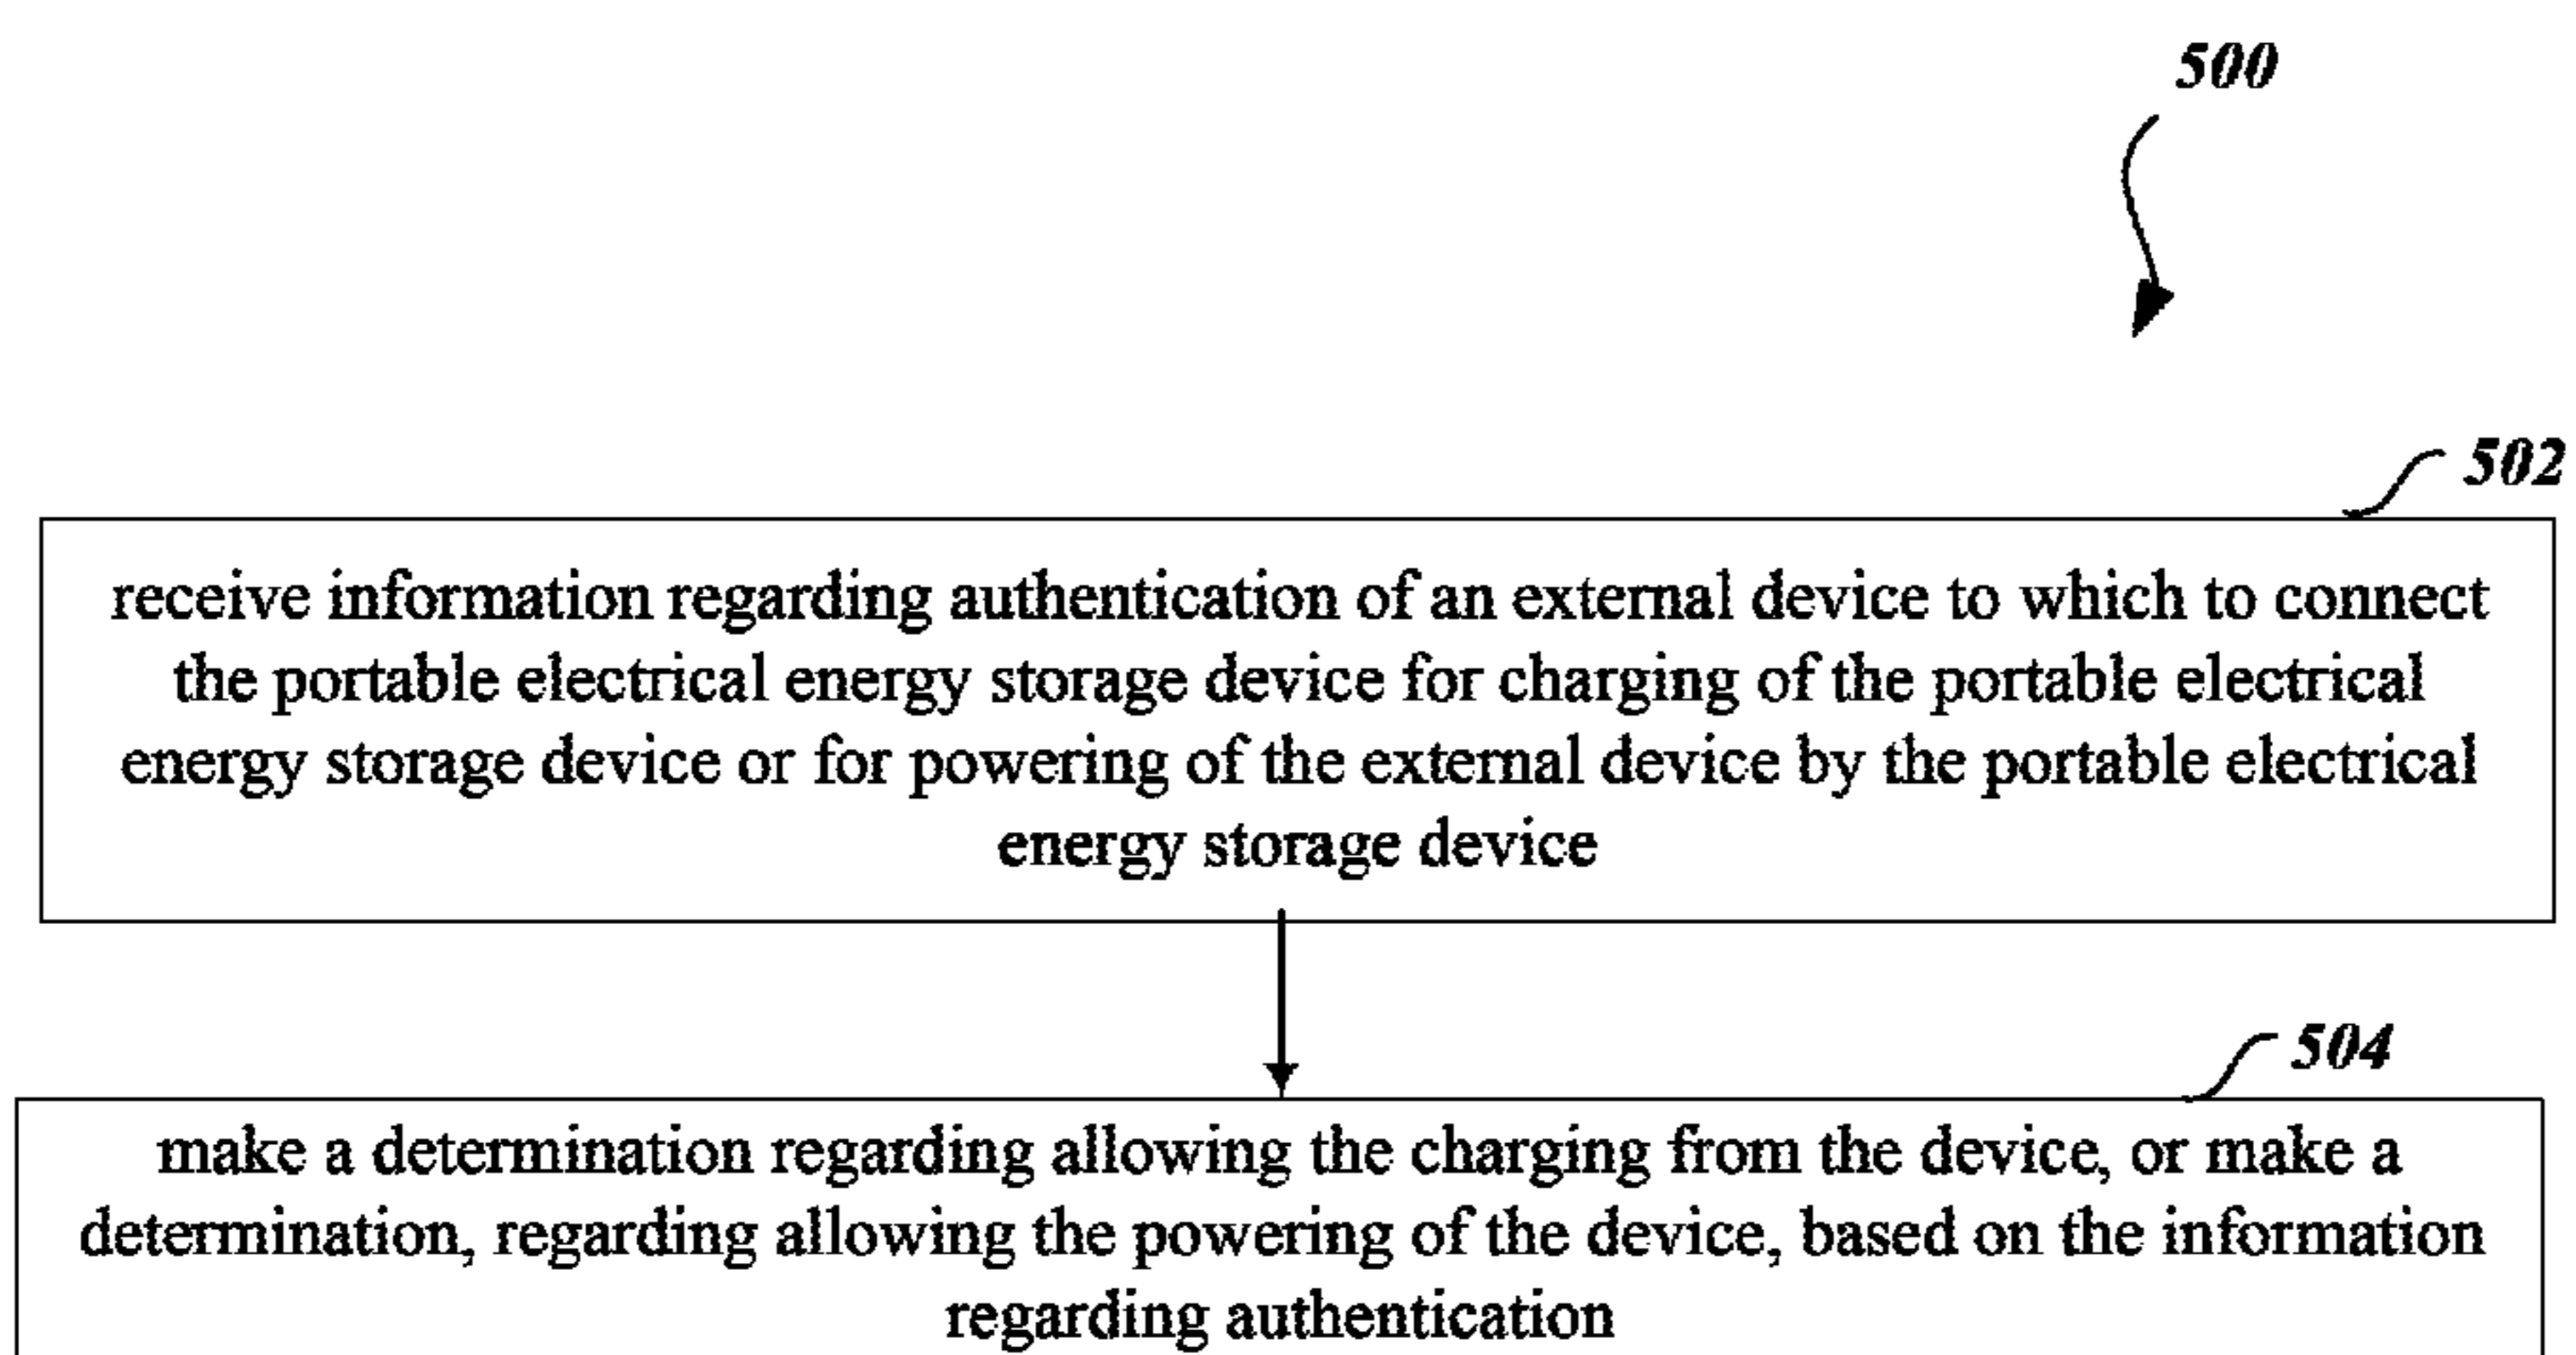 500
502
receive information regarding authentication of an external device to which to connect
the portable electrical energy storage device for charging of the portable electrical
energy storage device or for powering of the external device by the portable electrical
energy storage device
504
make a determination regarding allowing the charging from the device, or make a
determination, regarding allowing the powering of the device, based on the information
regarding authentication